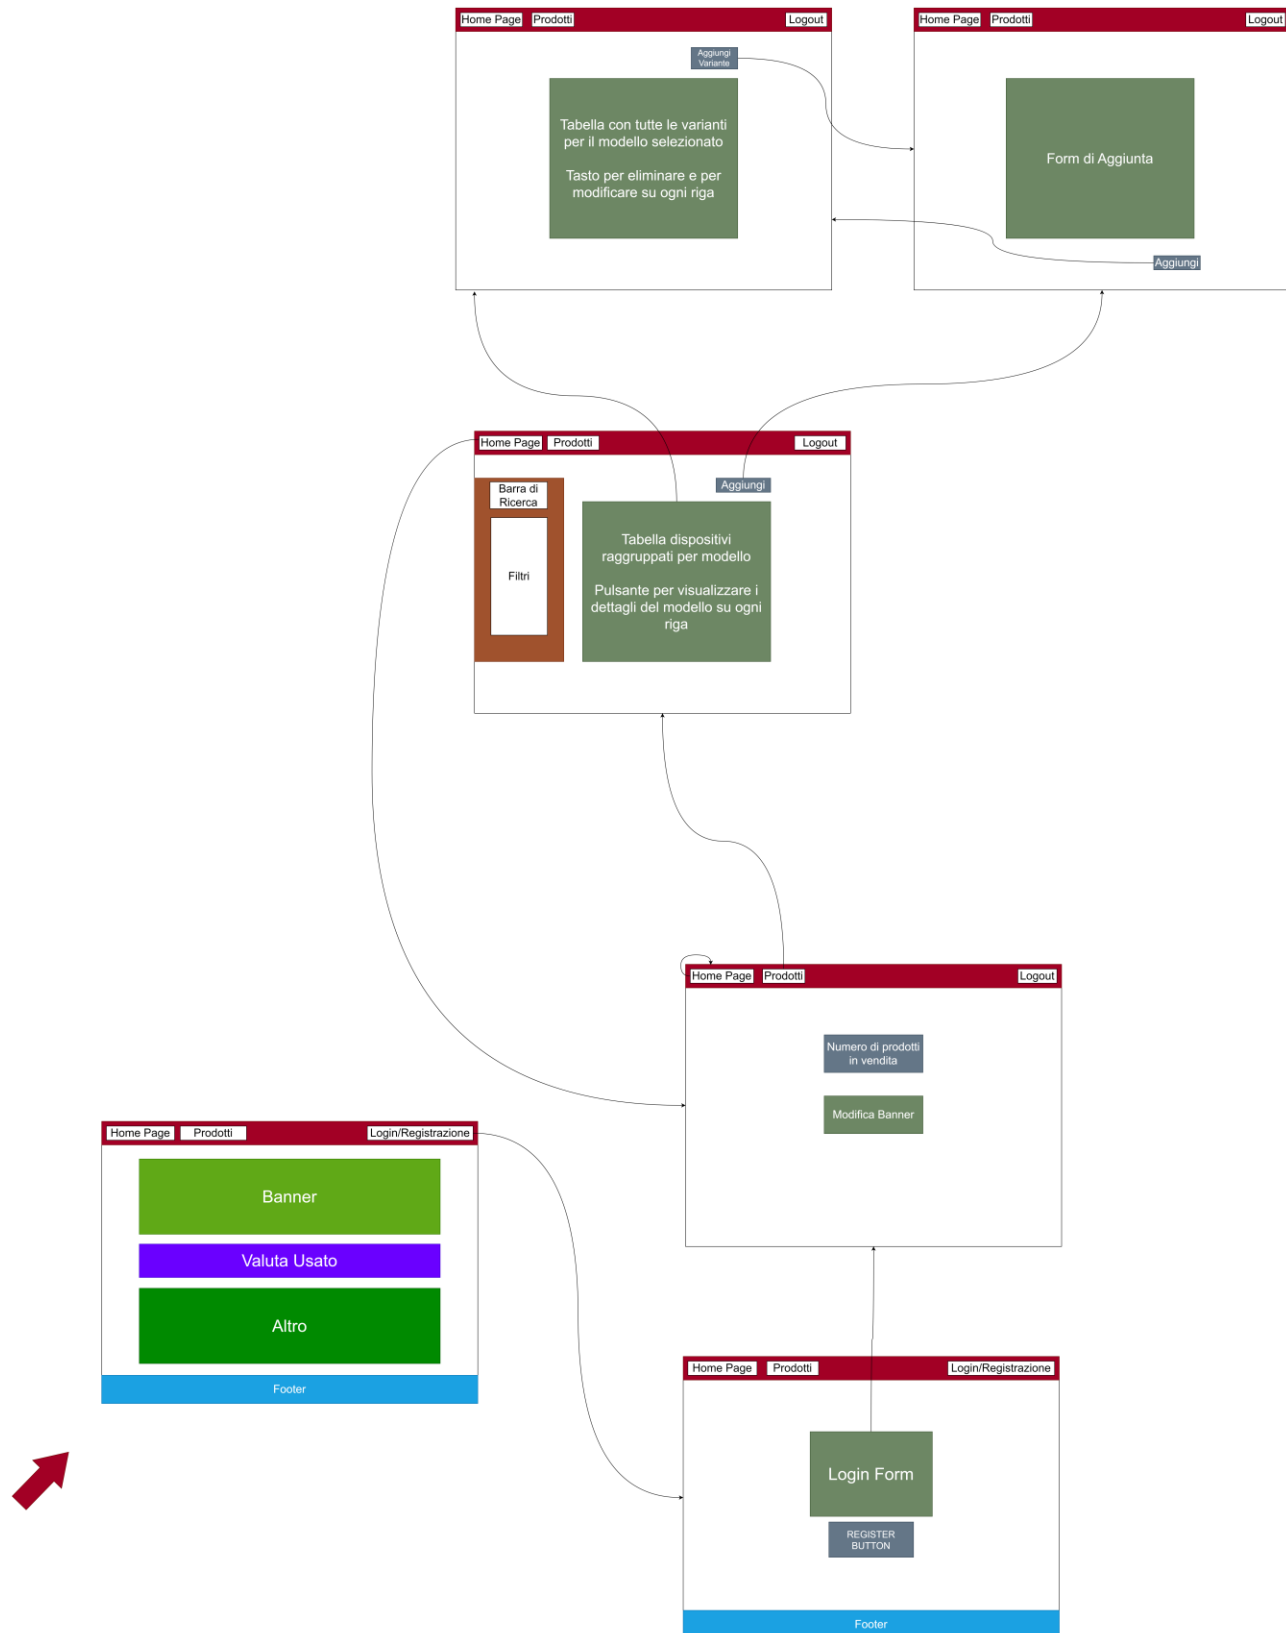 Home Page
Prodotti
Logout
Aggiungi
Variante
Tabella con tutte le varianti
per il modello selezionato
Tasto per eliminare e per
modificare su ogni riga
Home Page
Prodotti
Logout
Form di Aggiunta
Aggiungi
Home Page
Prodotti
Logout
Barra di
Ricerca
Filtri
Aggiungi
Tabella dispositivi
raggruppati per modello
Pulsante per visualizzare i
dettagli del modello su ogni
riga
Home Page
Prodotti
Logout
Numero di prodotti
in vendita
Modifica Banner
Home Page
Prodotti
Login/Registrazione
Banner
Valuta Usato
Altro
Footer
Home Page
Prodotti
Login/Registrazione
Login Form
REGISTER
BUTTON
Footer